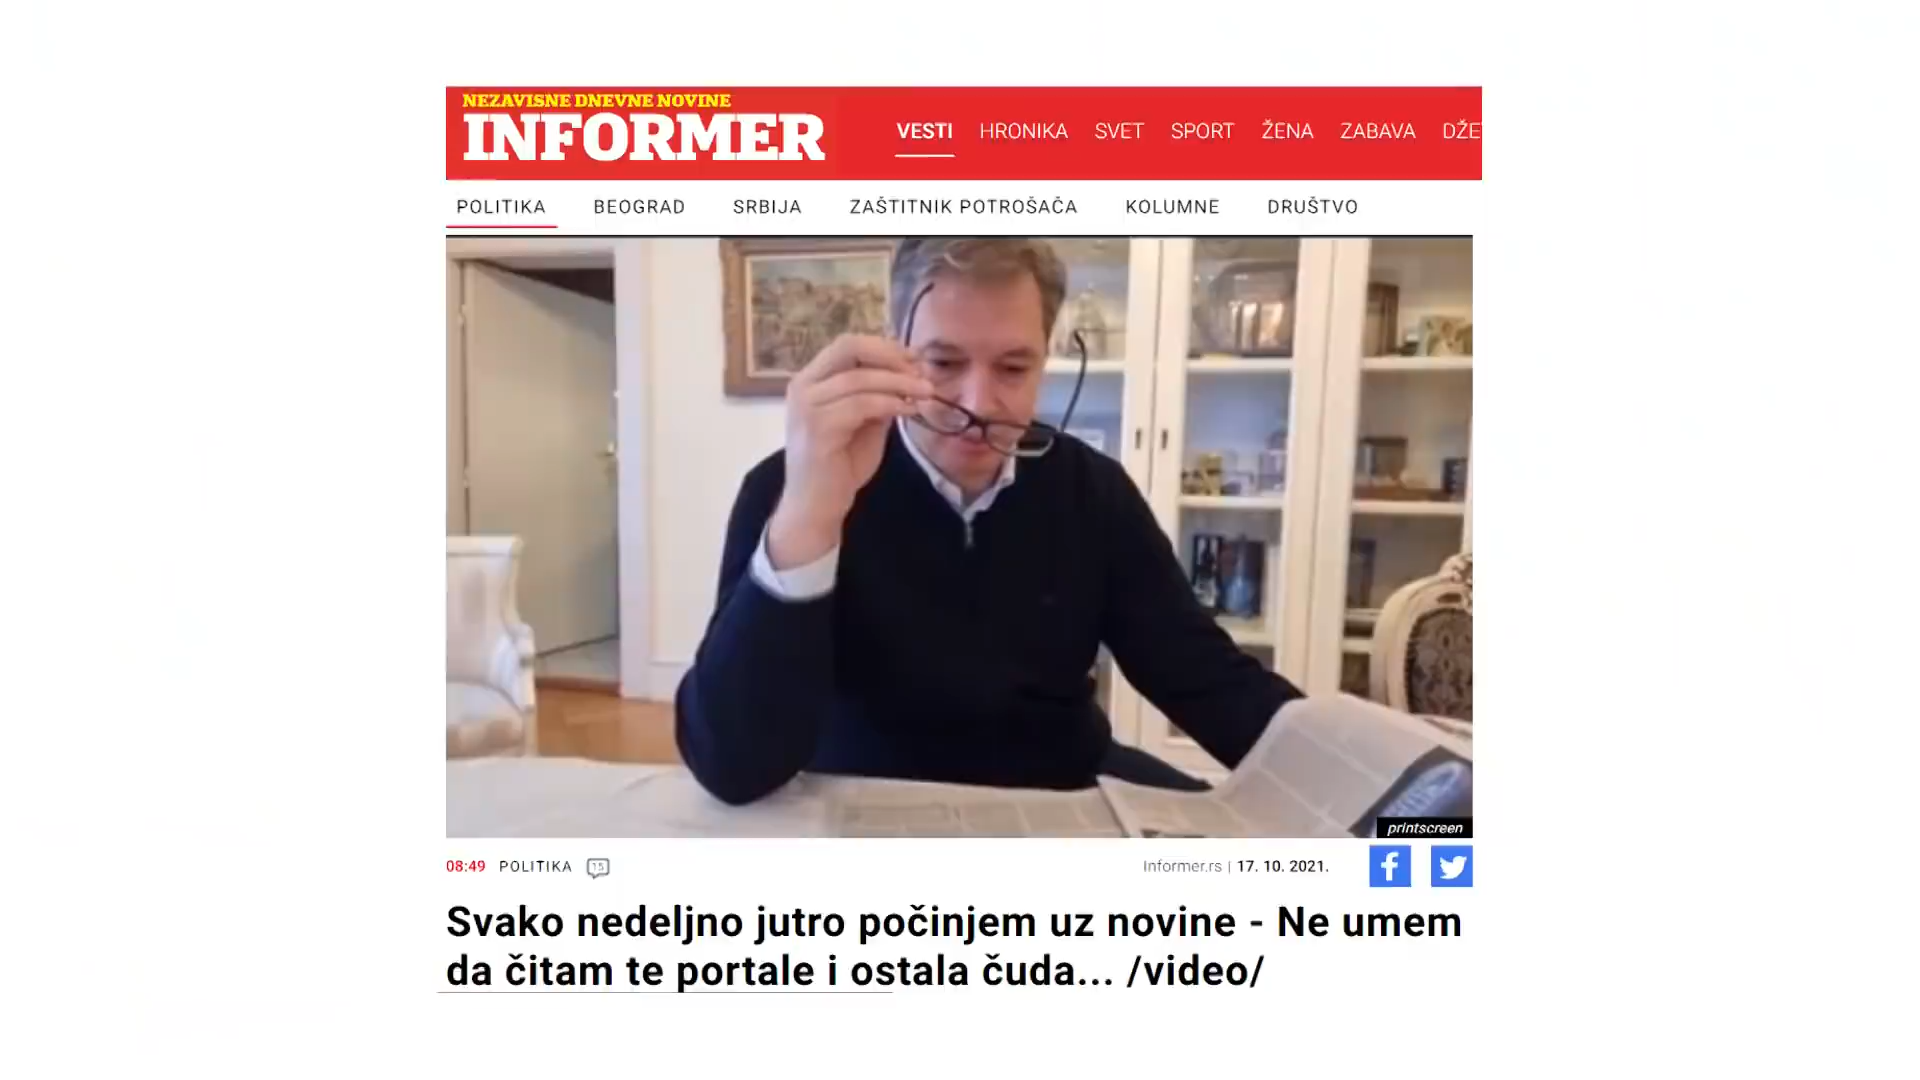 NEZAVISNE DNEVNE NOVINE
INFORMER
VESTI HRONIKA SVET SPORT ŽENA ZABAVA DŽE
POLITIKA BEOGRAD SRBIJA ZAŠTITNIK POTROŠAČA KOLUMNE DRUŠTVO
printscreen
08:49 POLITIKA 15 Informer.rs | 17. 10. 2021.
Svako nedeljno jutro počinjem uz novine - Ne umem
da čitam te portale i ostala čuda... /video/